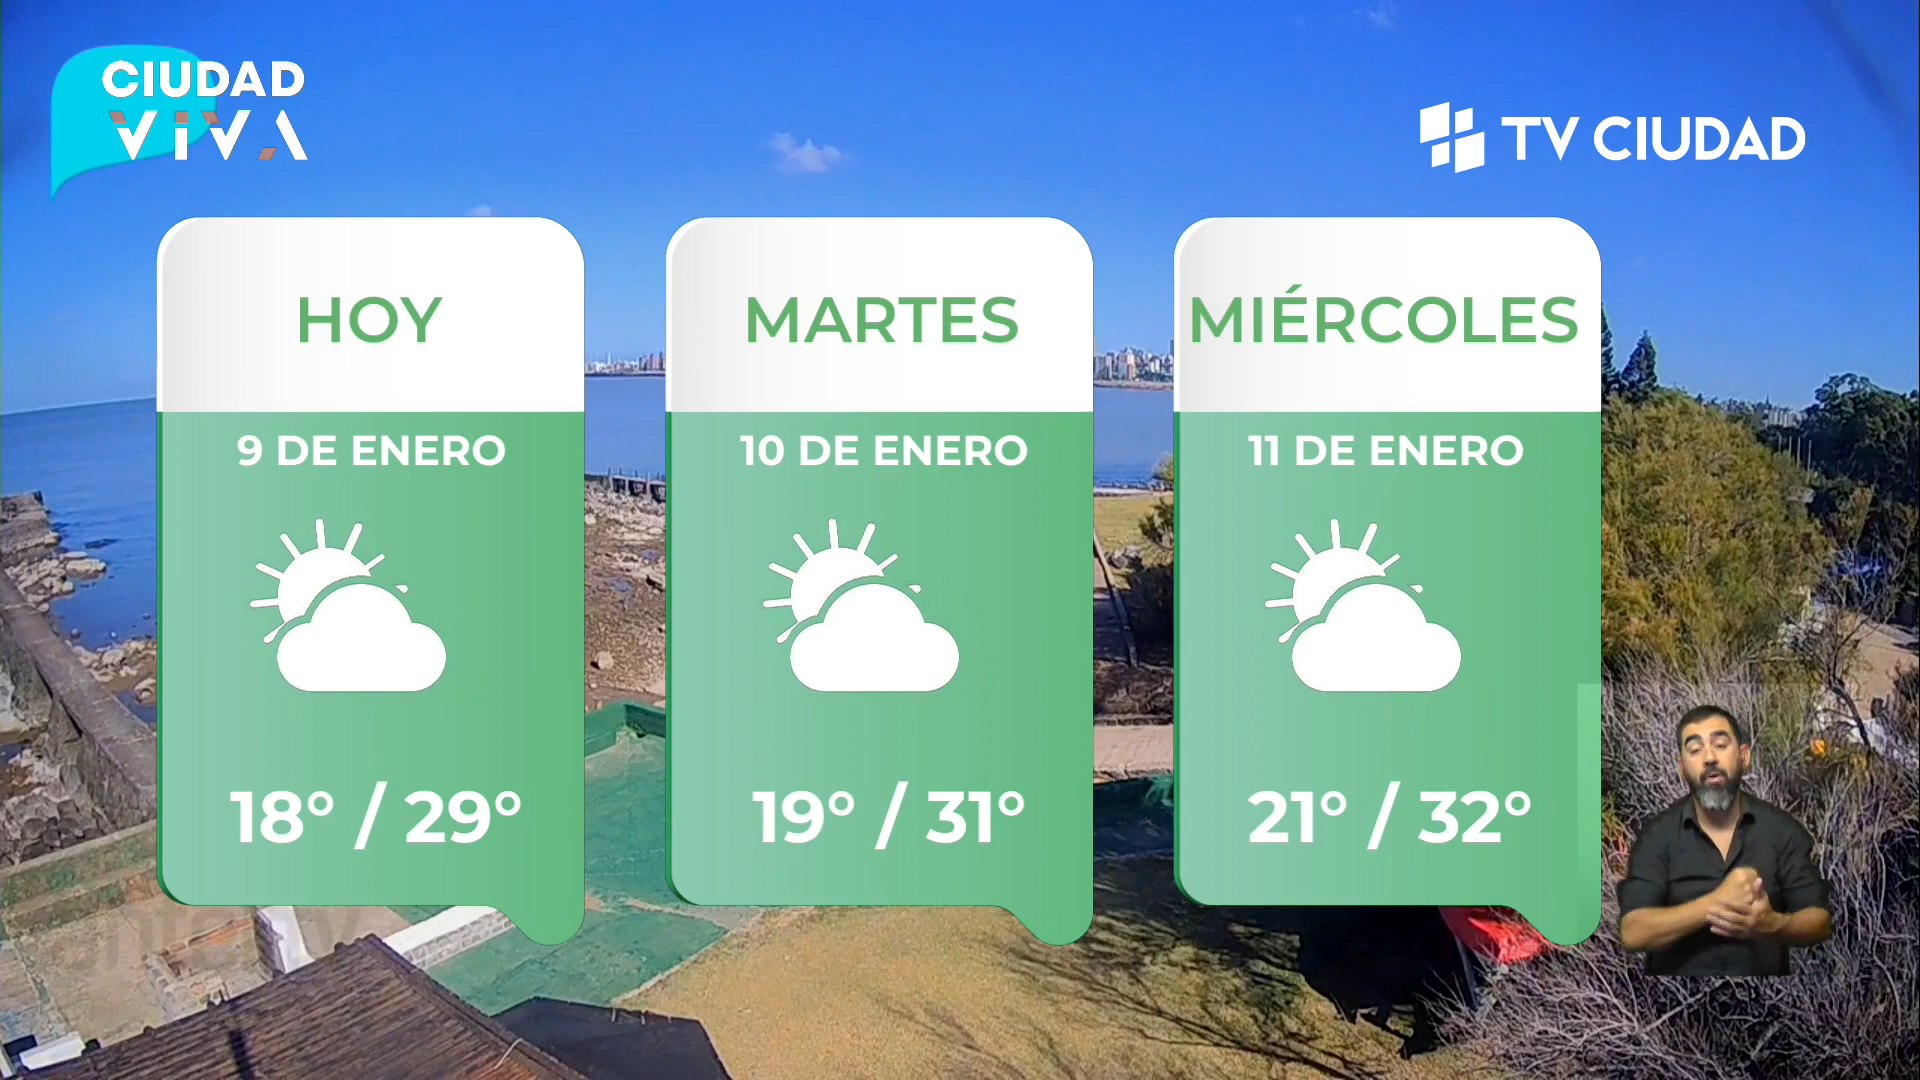 CIUDAD
VIVA
TV CIUDAD
HOY
9 DE ENERO
18° / 29°
MARTES
10 DE ENERO
19° / 31°
MIÉRCOLES
11 DE ENERO
21° / 32°